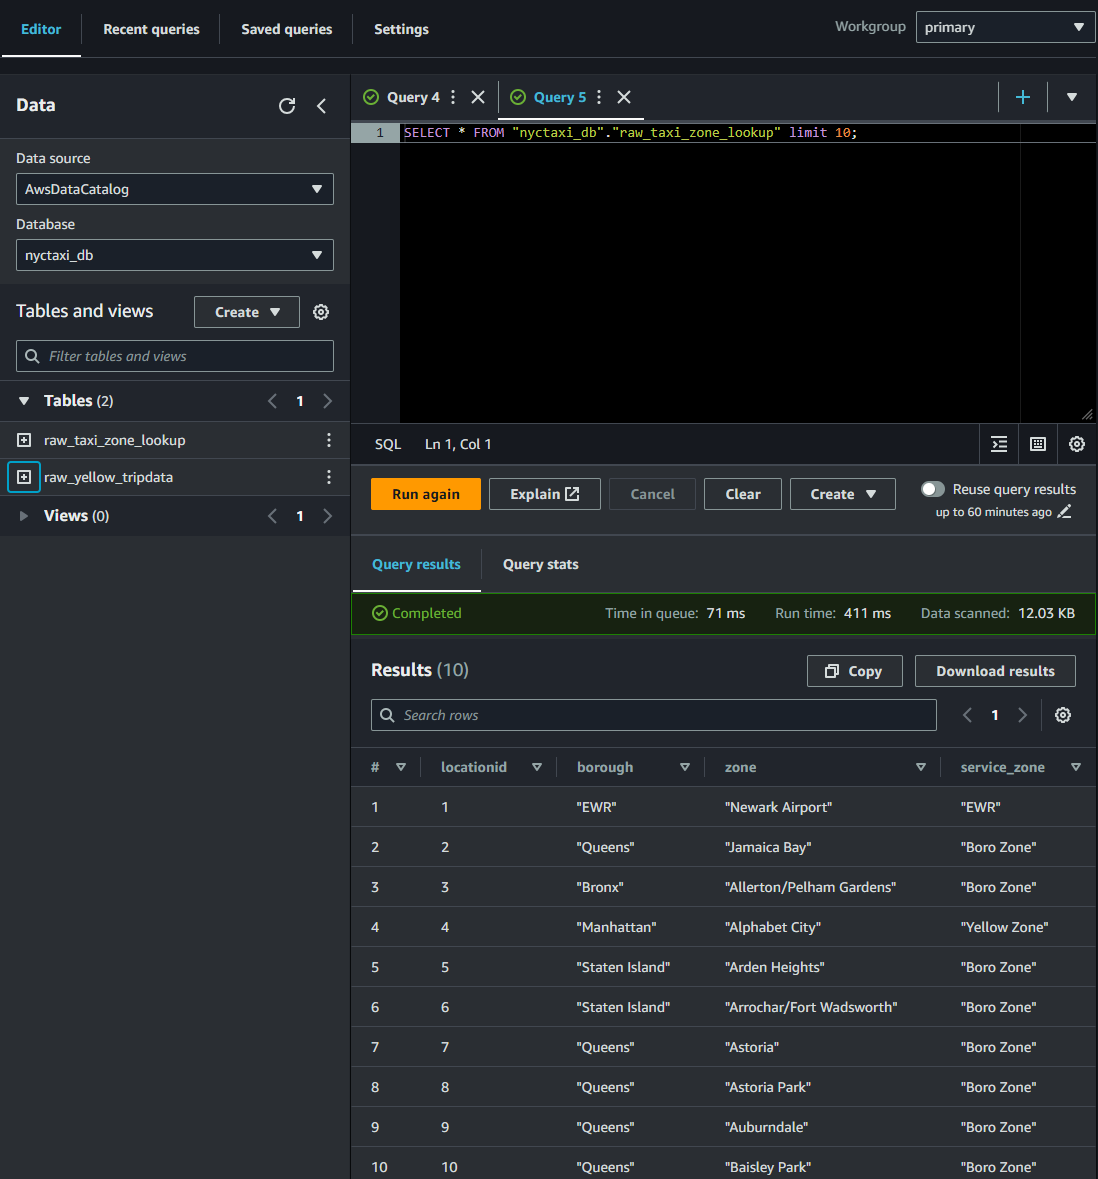 Editor Recent queries Saved queries Settings Workgroup primary
Data
Data source
AwsDataCatalog
Database
nyctaxi_db
Tables and views Create
Filter tables and views
Tables (2) 1
raw_taxi_zone_lookup
raw_yellow_tripdata
Views (0) 1
Query 4 Query 5
1 SELECT * FROM "nyctaxi_db"."raw_taxi_zone_lookup" limit 10;
SQL Ln 1, Col 1
Run again Explain Cancel Clear Create Reuse query results
up to 60 minutes ago
Query results Query stats
Completed Time in queue: 71 ms Run time: 411 ms Data scanned: 12.03 KB
Results (10) Copy Download results
Search rows 1
# locationid borough zone service_zone
1 1 "EWR" "Newark Airport" "EWR"
2 2 "Queens" "Jamaica Bay" "Boro Zone"
3 3 "Bronx" "Allerton/Pelham Gardens" "Boro Zone"
4 4 "Manhattan" "Alphabet City" "Yellow Zone"
5 5 "Staten Island" "Arden Heights" "Boro Zone"
6 6 "Staten Island" "Arrochar/Fort Wadsworth" "Boro Zone"
7 7 "Queens" "Astoria" "Boro Zone"
8 8 "Queens" "Astoria Park" "Boro Zone"
9 9 "Queens" "Auburndale" "Boro Zone"
10 10 "Queens" "Baisley Park" "Boro Zone"